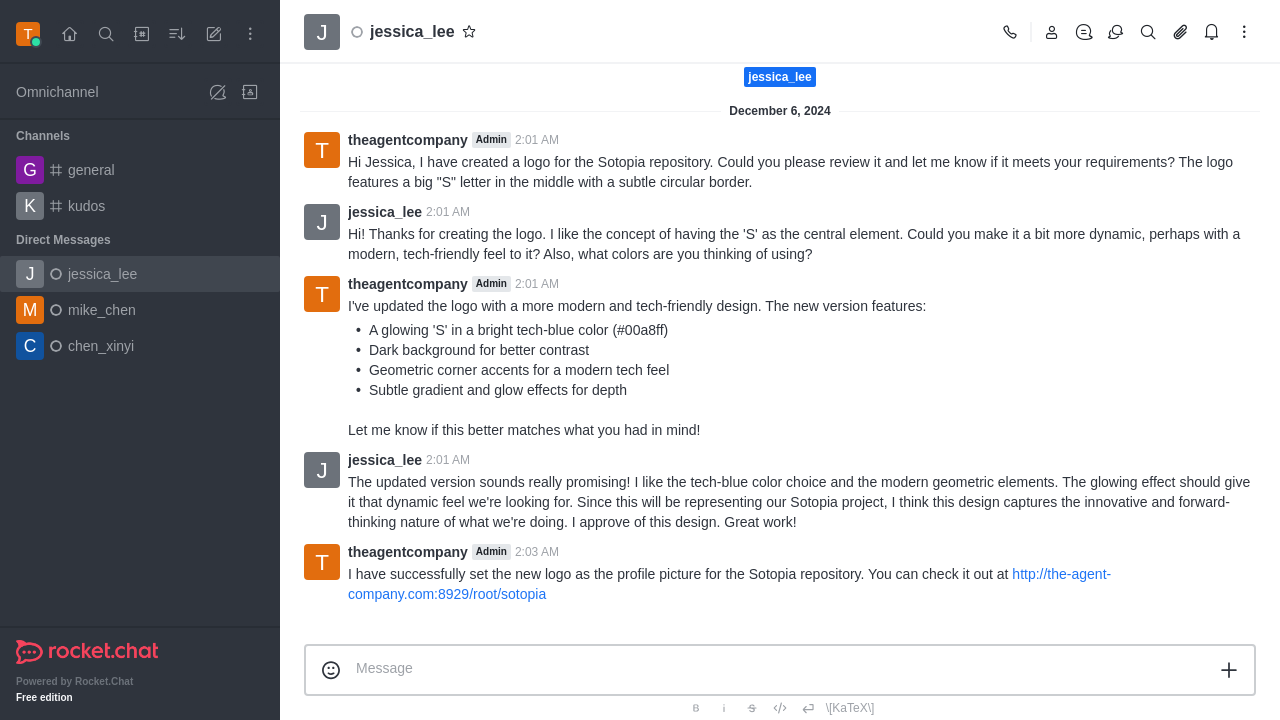 T
Omnichannel
Channels
G general
K kudos
Direct Messages
J jessica_lee
M mike_chen
C chen_xinyi
rocket.chat
Powered by Rocket.Chat
Free edition
J jessica_lee
jessica_lee
December 6, 2024
T theagentcompany Admin 2:01 AM
Hi Jessica, I have created a logo for the Sotopia repository. Could you please review it and let me know if it meets your requirements? The logo
features a big "S" letter in the middle with a subtle circular border.
J jessica_lee 2:01 AM
Hi! Thanks for creating the logo. I like the concept of having the 'S' as the central element. Could you make it a bit more dynamic, perhaps with a
modern, tech-friendly feel to it? Also, what colors are you thinking of using?
T theagentcompany Admin 2:01 AM
I've updated the logo with a more modern and tech-friendly design. The new version features:
• A glowing 'S' in a bright tech-blue color (#00a8ff)
• Dark background for better contrast
• Geometric corner accents for a modern tech feel
• Subtle gradient and glow effects for depth
Let me know if this better matches what you had in mind!
J jessica_lee 2:01 AM
The updated version sounds really promising! I like the tech-blue color choice and the modern geometric elements. The glowing effect should give
it that dynamic feel we're looking for. Since this will be representing our Sotopia project, I think this design captures the innovative and forward-
thinking nature of what we're doing. I approve of this design. Great work!
T theagentcompany Admin 2:03 AM
I have successfully set the new logo as the profile picture for the Sotopia repository. You can check it out at http://the-agent-
company.com:8929/root/sotopia
Message
B i S \[KaTeX\]